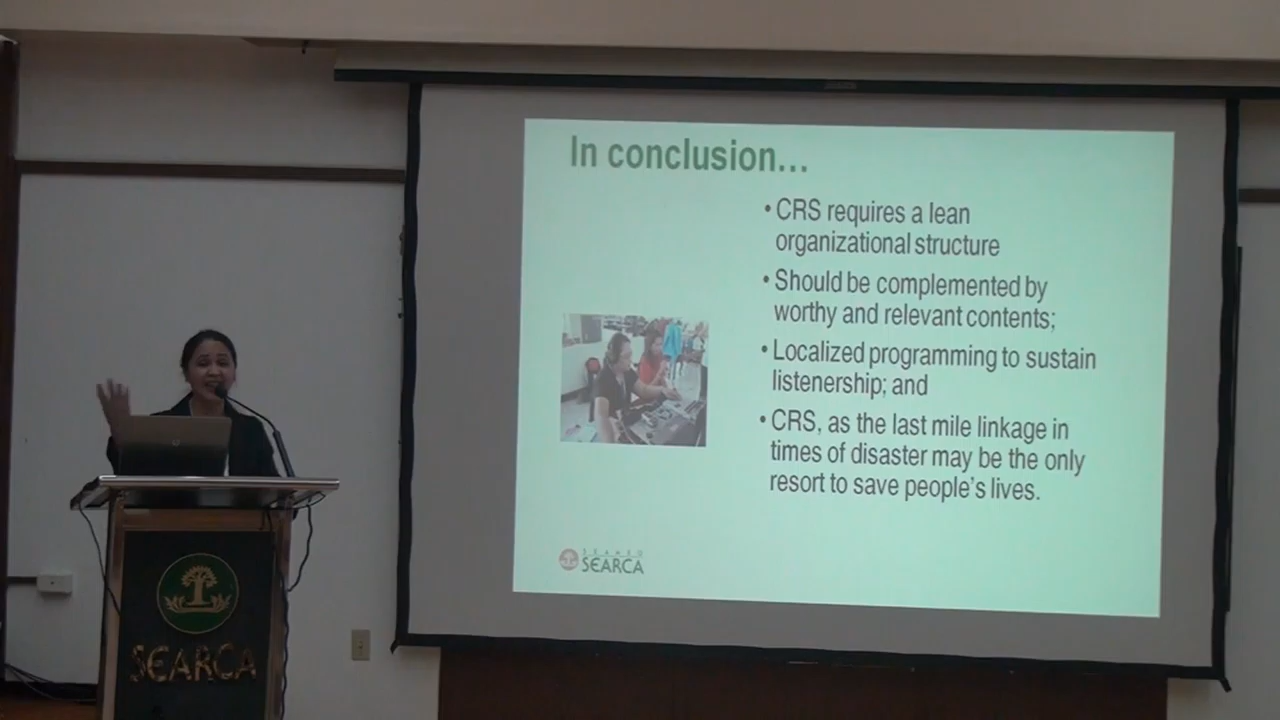 In conclusion...
• CRS requires a lean
organizational structure
• Should be complemented by
worthy and relevant contents;
• Localized programming to sustain
listenership; and
• CRS, as the last mile linkage in
times of disaster may be the only
resort to save people's lives.
SEAMEO
SEARCA
SEARCA